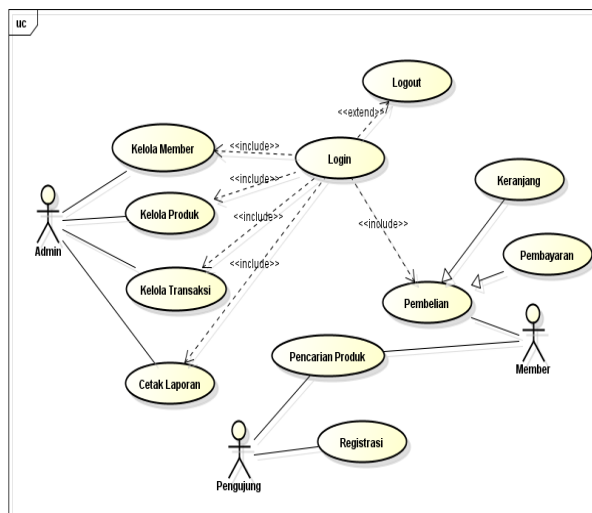 uc
Logout
<<extend>>
Kelola Member
<<include>>
Login
<<include>>
Keranjang
Kelola Produk
<<include>>
<<include>>
Admin
Pembayaran
<<include>>
Kelola Transaksi
Pembelian
Pencarian Produk
Member
Cetak Laporan
Registrasi
Pengujung